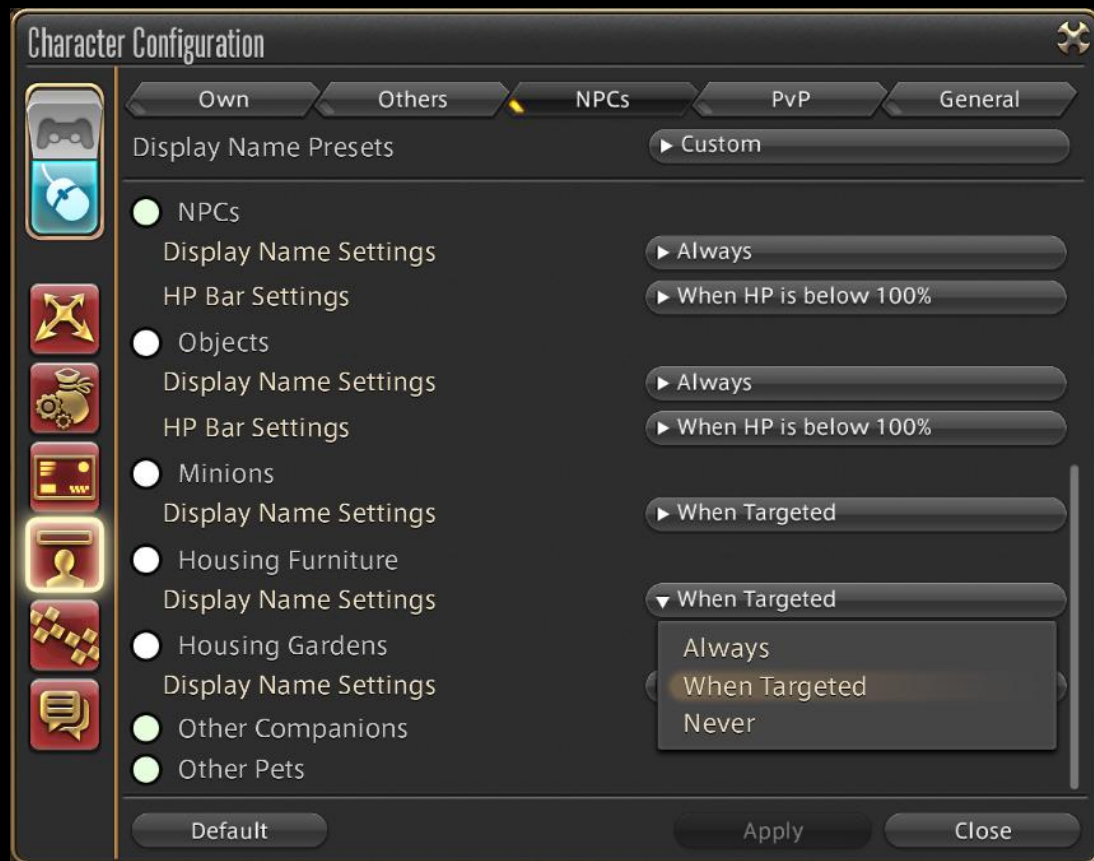 Character Configuration
Own Others NPCs PvP General
Display Name Presets Custom
NPCs
Display Name Settings Always
HP Bar Settings When HP is below 100%
Objects
Display Name Settings Always
HP Bar Settings When HP is below 100%
Minions
Display Name Settings When Targeted
Housing Furniture
Display Name Settings When Targeted
Always
When Targeted
Never
Housing Gardens
Display Name Settings
Other Companions
Other Pets
Default Apply Close